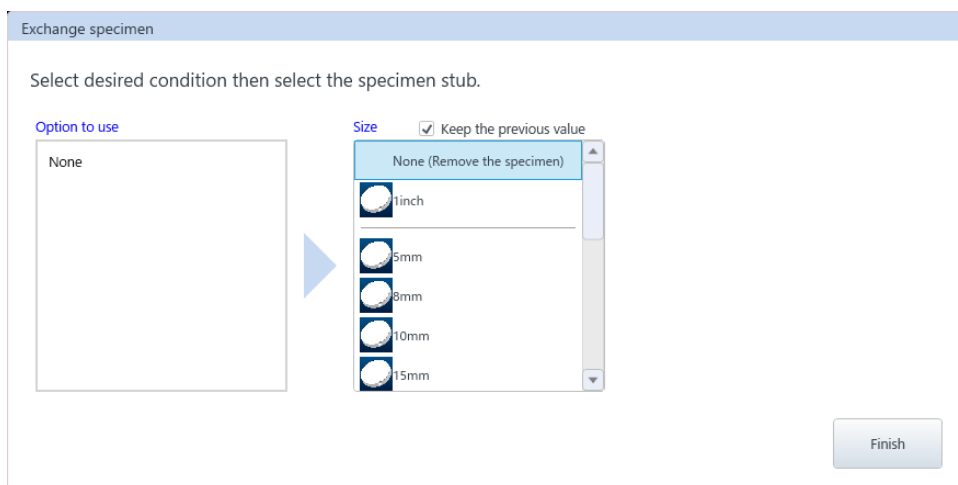 Exchange specimen
Select desired condition then select the specimen stub.
Option to use
None
Size
Keep the previous value
None (Remove the specimen)
1inch
5mm
8mm
10mm
15mm
Finish